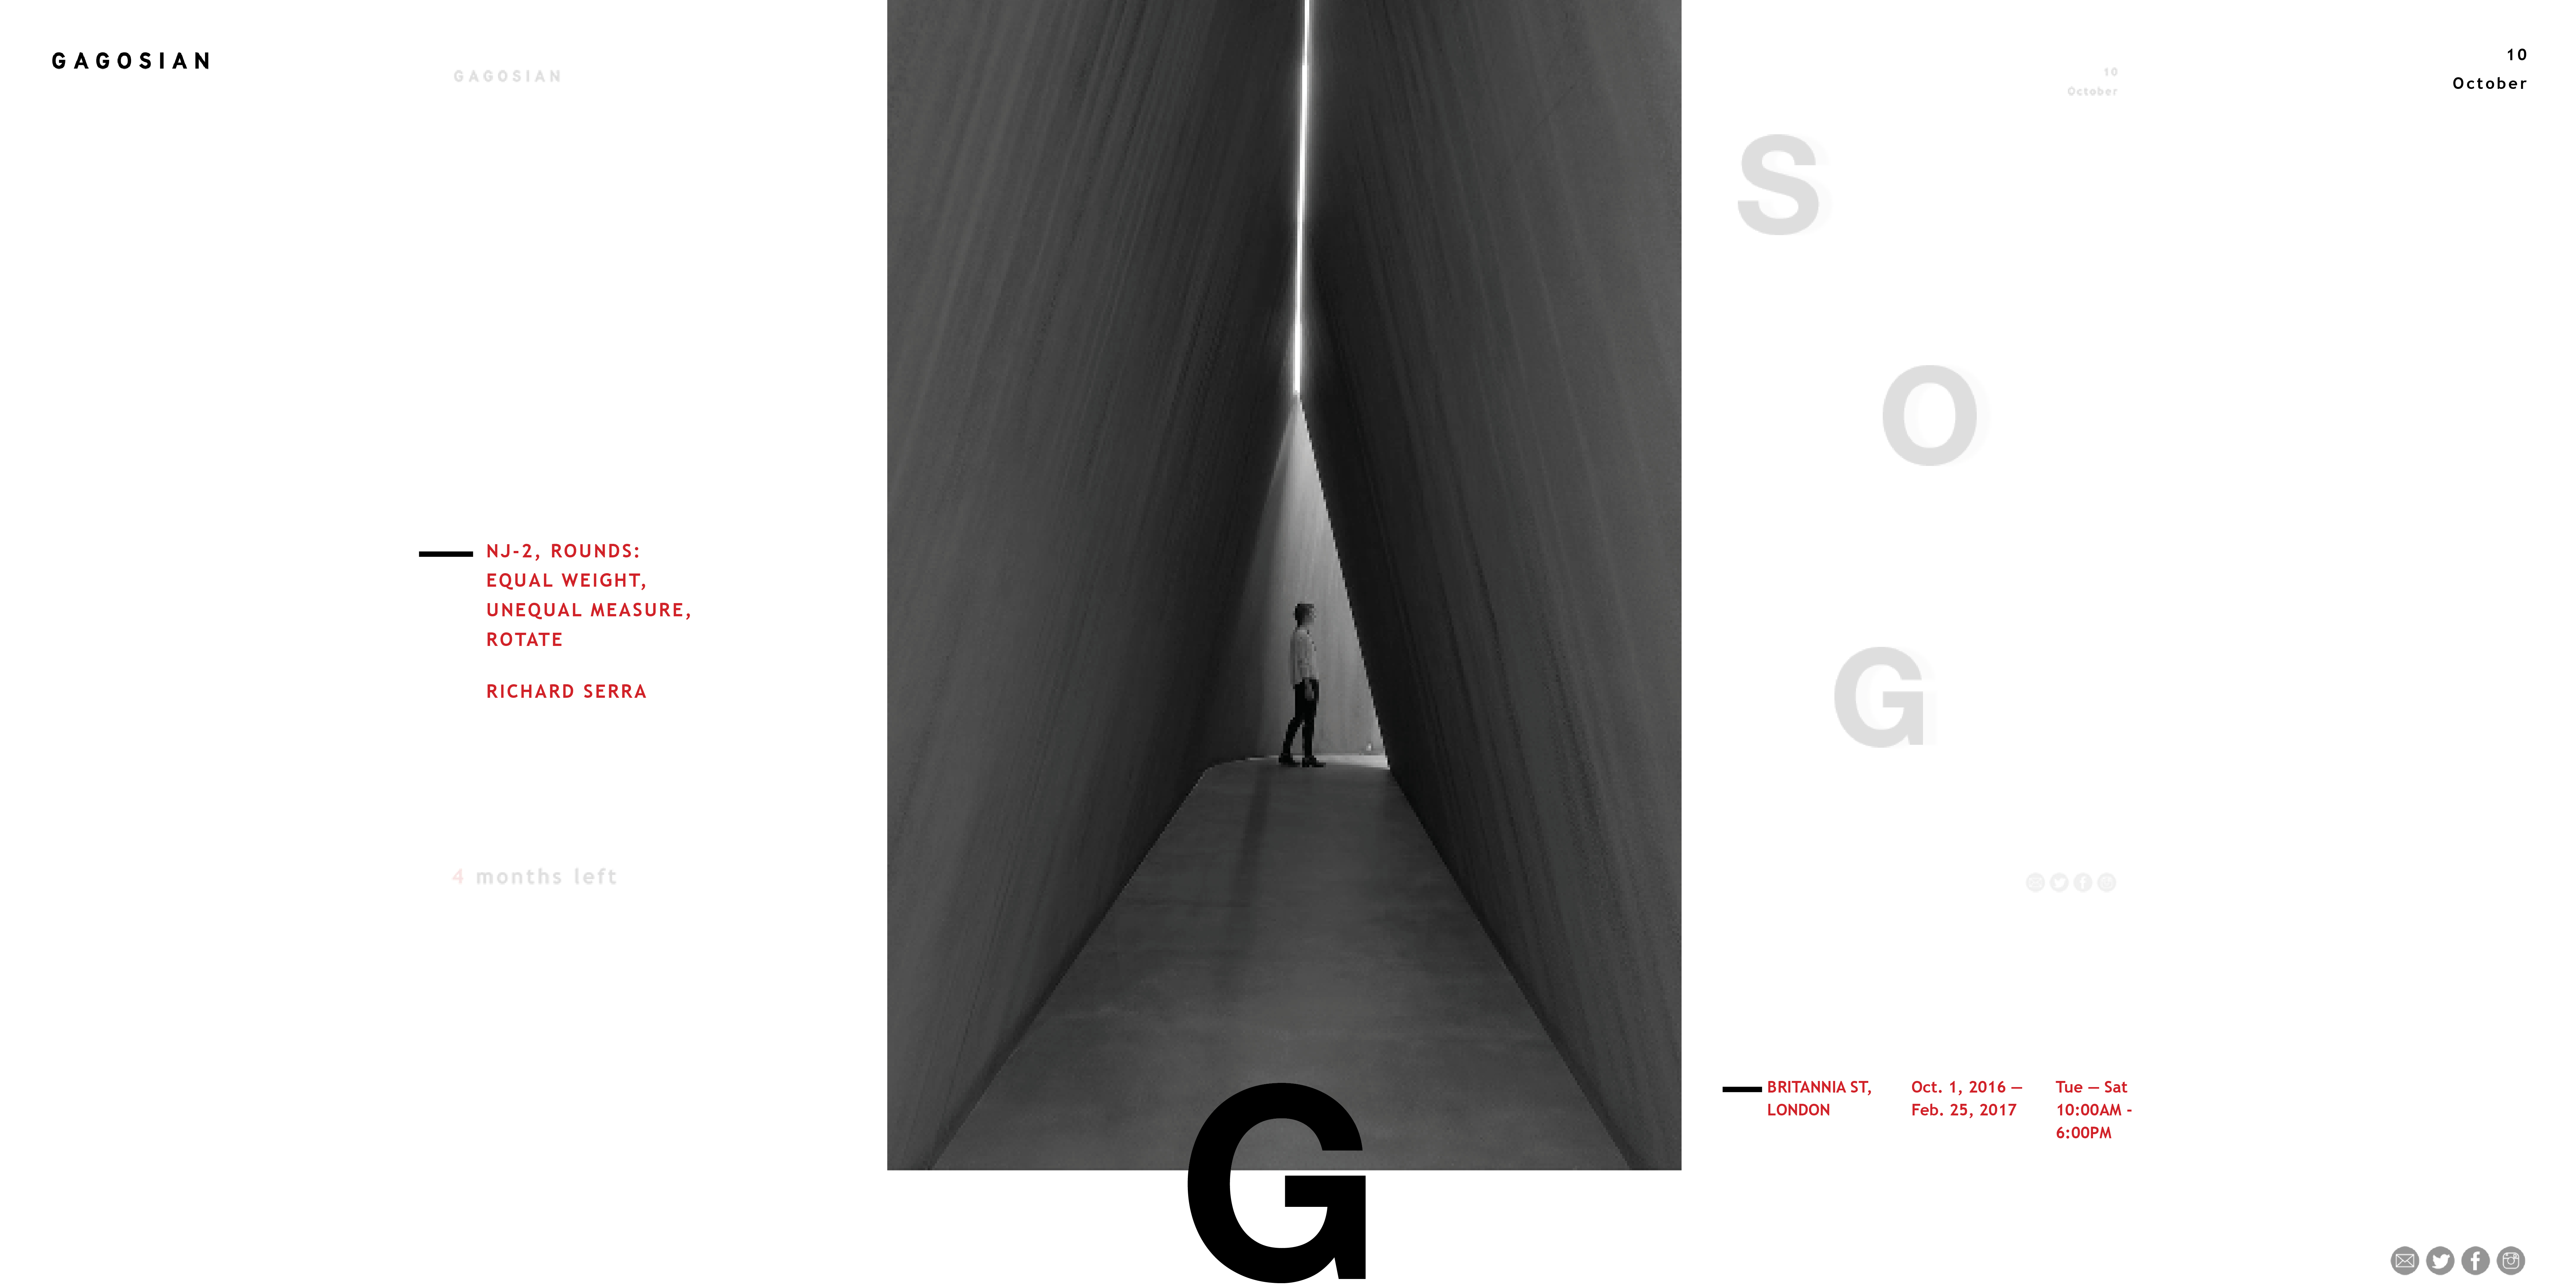 GAGOSIAN
10
October
GAGOSIAN
10
October
S
O
G
NJ-2, ROUNDS:
EQUAL WEIGHT,
UNEQUAL MEASURE,
ROTATE
RICHARD SERRA
4 months left
BRITANNIA ST,
LONDON
Oct. 1, 2016 —
Feb. 25, 2017
Tue — Sat
10:00AM -
6:00PM
G